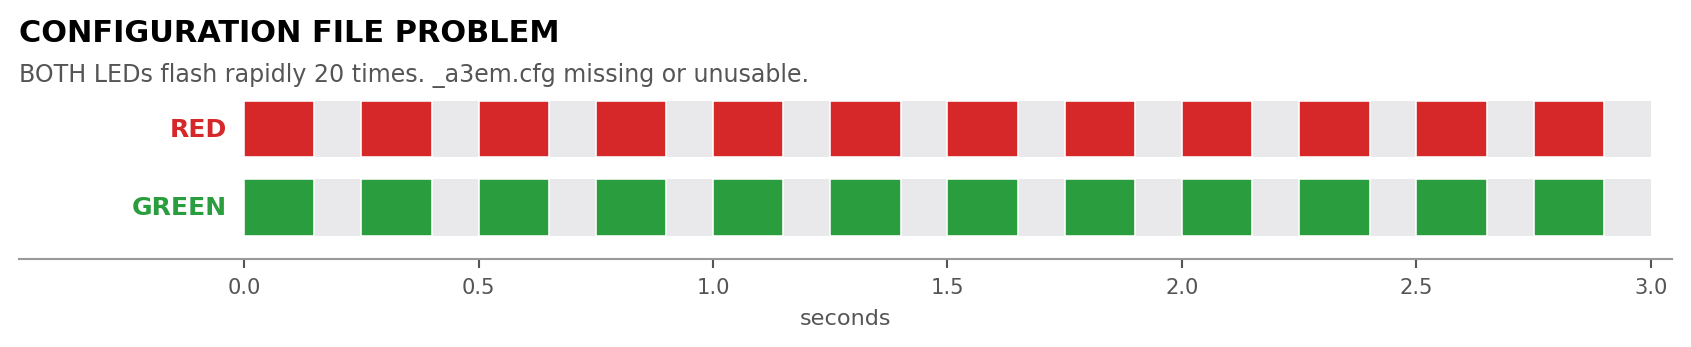 CONFIGURATION FILE PROBLEM
BOTH LEDs flash rapidly 20 times. _a3em.cfg missing or unusable.
RED
GREEN
0.0 0.5 1.0 1.5 2.0 2.5 3.0
seconds